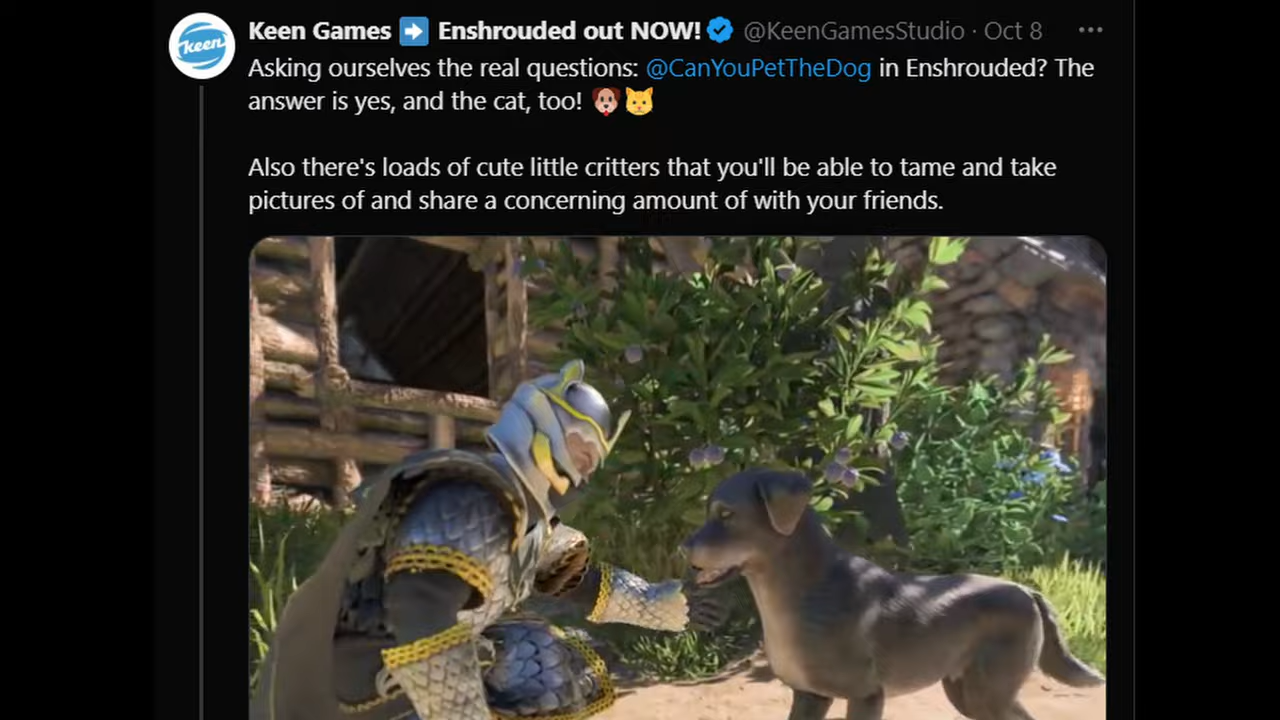 keen
Keen Games ➡️ Enshrouded out NOW! @KeenGamesStudio · Oct 8
Asking ourselves the real questions: @CanYouPetTheDog in Enshrouded? The
answer is yes, and the cat, too! 🐶🐱
Also there's loads of cute little critters that you'll be able to tame and take
pictures of and share a concerning amount of with your friends.